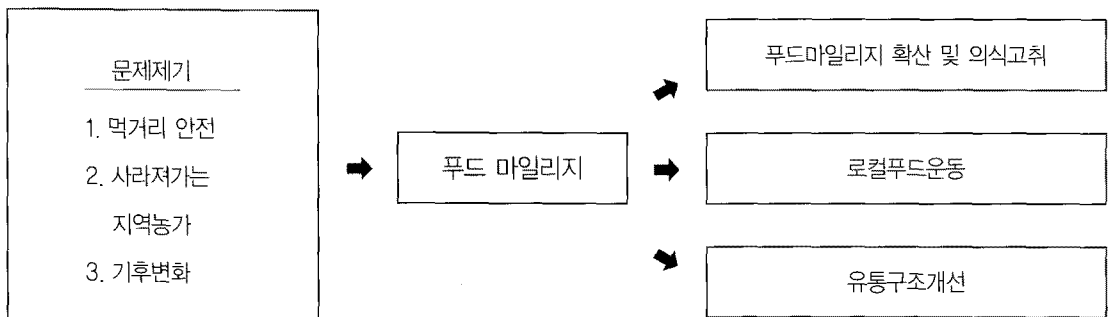 문제제기
1. 먹거리 안전
2. 사라져가는
지역농가
3. 기후변화
푸드 마일리지
푸드마일리지 확산 및 의식고취
로컬푸드운동
유통구조개선